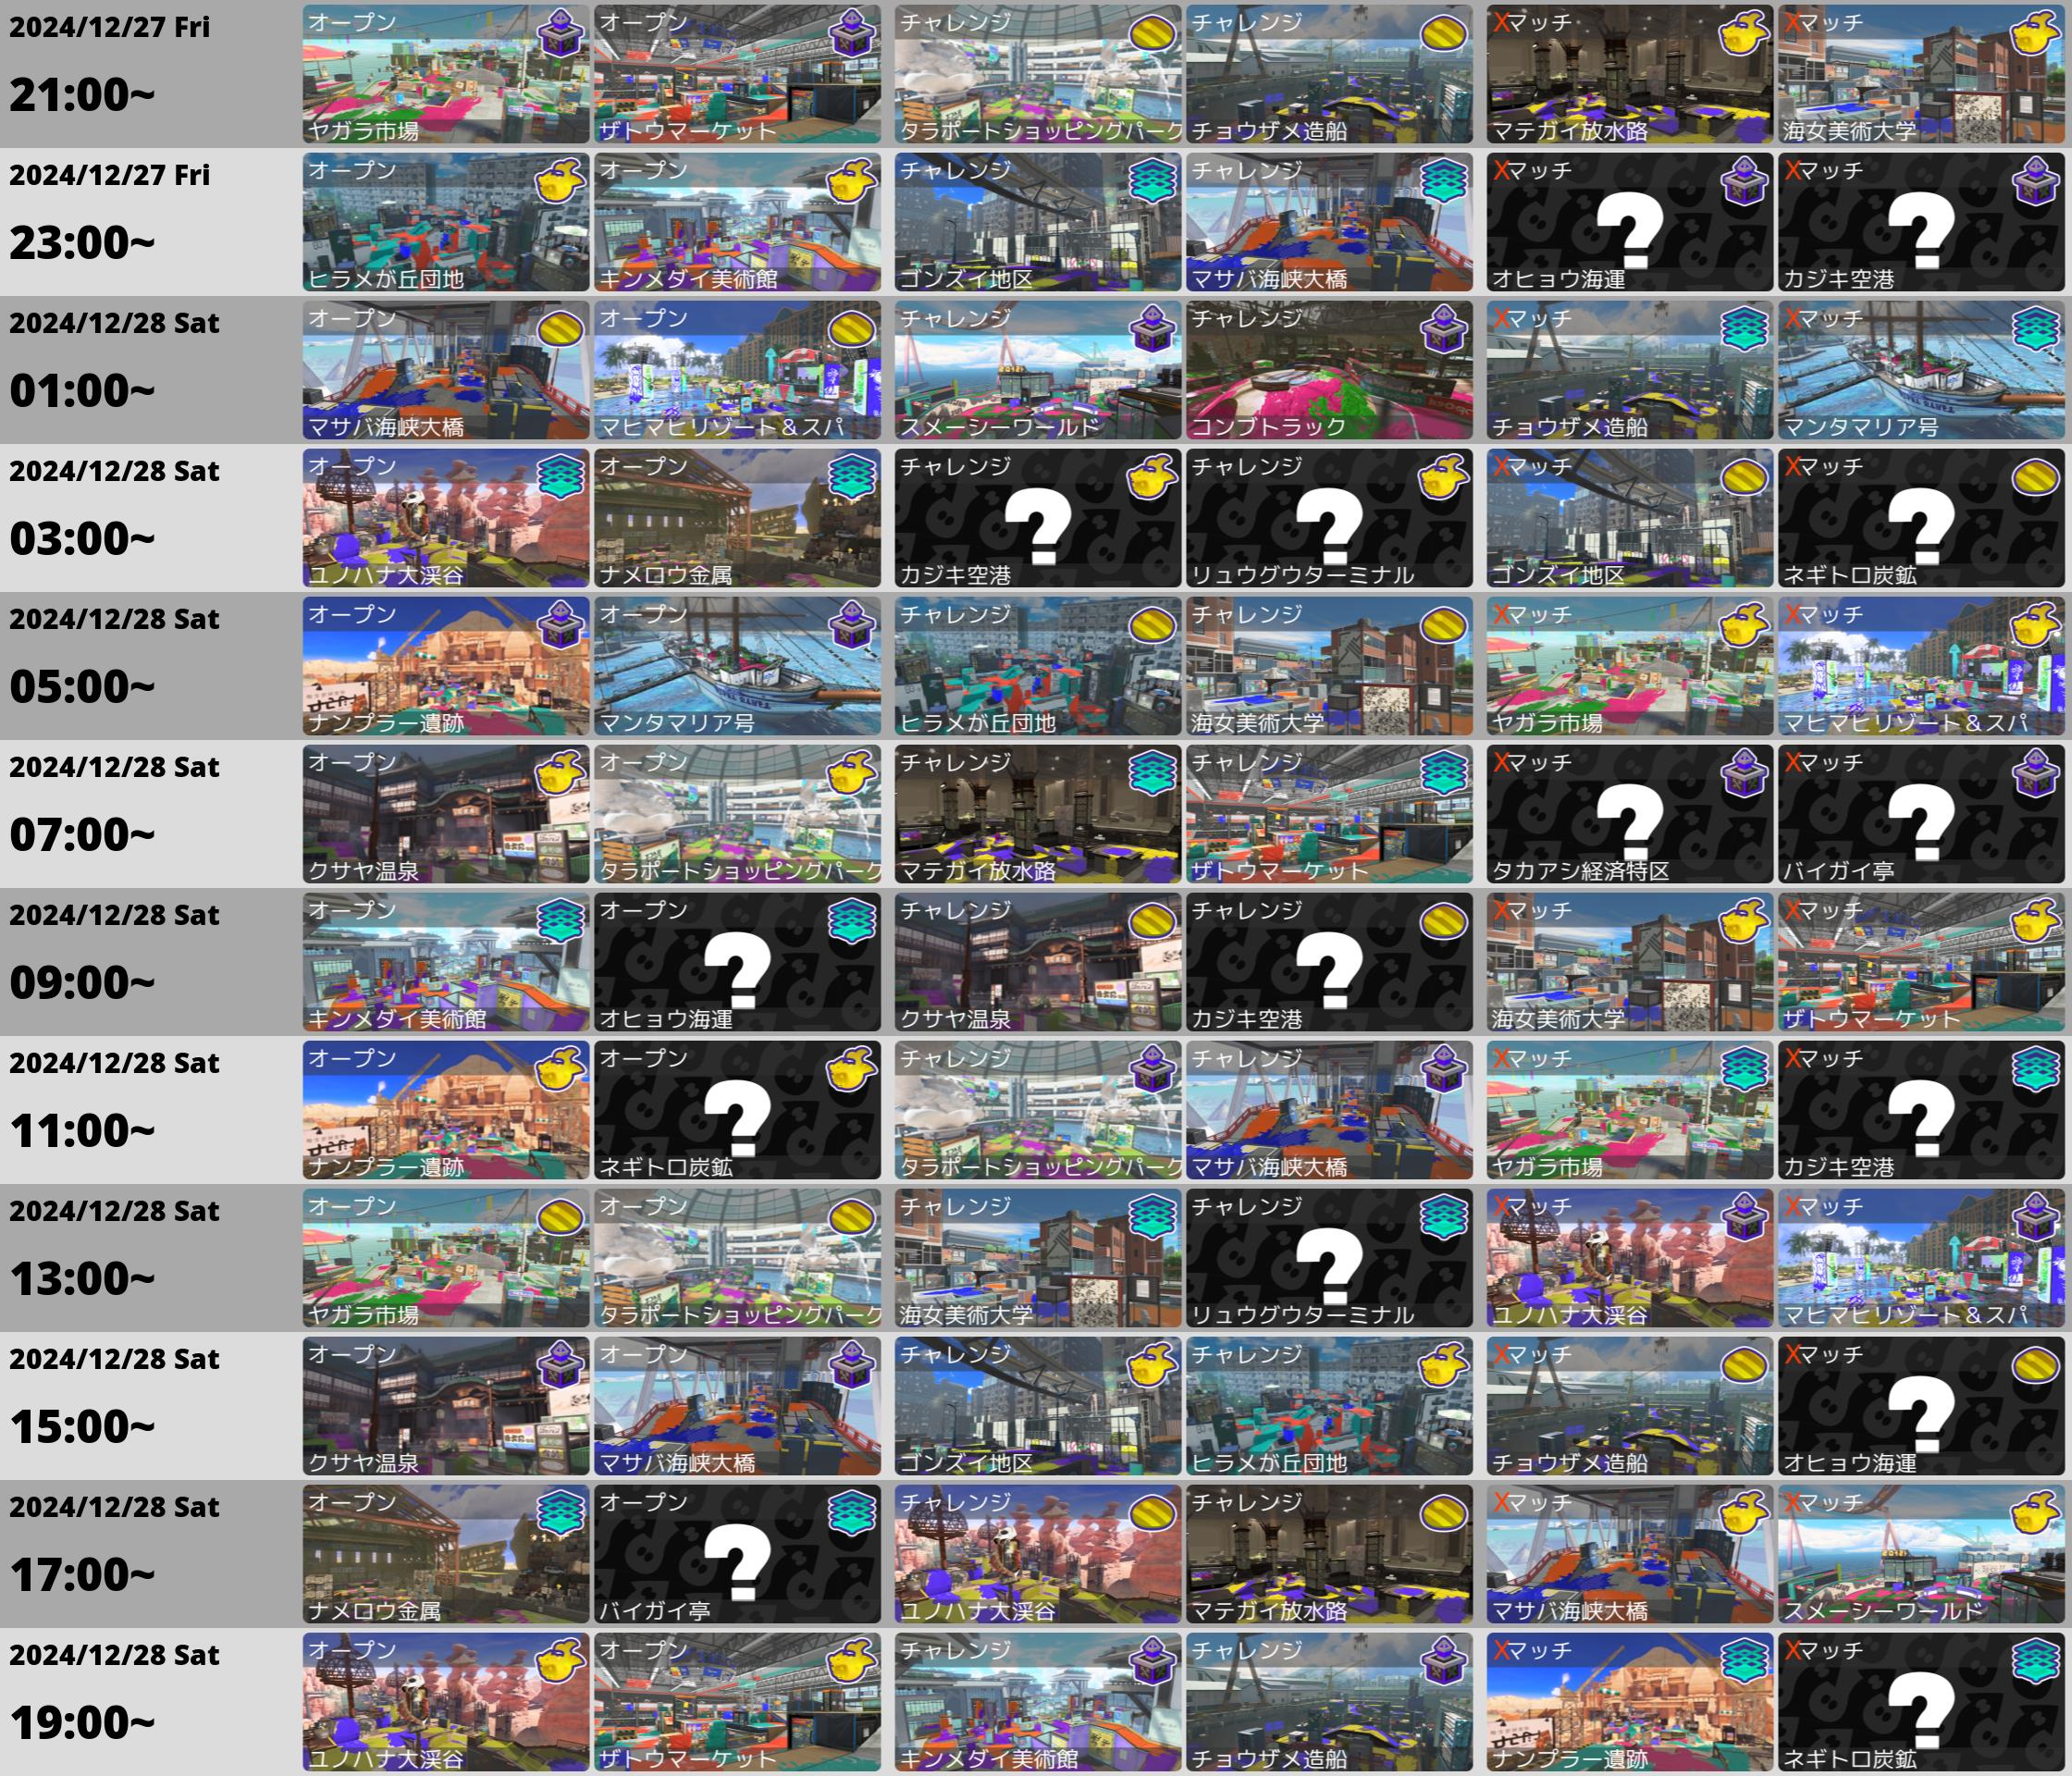 2024/12/27 Fri
21:00~
オープン
ヤガラ市場
オープン
ザトウマーケット
チャレンジ
タラポートショッピングパーク
チャレンジ
チョウザメ造船
Xマッチ
マテガイ放水路
Xマッチ
海女美術大学
2024/12/27 Fri
23:00~
オープン
ヒラメが丘団地
オープン
キンメダイ美術館
チャレンジ
ゴンズイ地区
チャレンジ
マサバ海峡大橋
Xマッチ
?
オヒョウ海運
Xマッチ
?
カジキ空港
2024/12/28 Sat
01:00~
オープン
マサバ海峡大橋
オープン
マヒマヒリゾート&スパ
チャレンジ
スメーシーワールド
チャレンジ
コンブトラック
Xマッチ
チョウザメ造船
Xマッチ
マンタマリア号
2024/12/28 Sat
03:00~
オープン
ユノハナ大渓谷
オープン
ナメロウ金属
チャレンジ
?
カジキ空港
チャレンジ
?
リュウグウターミナル
Xマッチ
ゴンズイ地区
Xマッチ
?
ネギトロ炭鉱
2024/12/28 Sat
05:00~
オープン
ナンプラー遺跡
オープン
マンタマリア号
チャレンジ
ヒラメが丘団地
チャレンジ
海女美術大学
Xマッチ
ヤガラ市場
Xマッチ
マヒマヒリゾート&スパ
2024/12/28 Sat
07:00~
オープン
クサヤ温泉
オープン
タラポートショッピングパーク
チャレンジ
マテガイ放水路
チャレンジ
ザトウマーケット
Xマッチ
?
タカアシ経済特区
Xマッチ
?
バイガイ亭
2024/12/28 Sat
09:00~
オープン
キンメダイ美術館
オープン
?
オヒョウ海運
チャレンジ
クサヤ温泉
チャレンジ
?
カジキ空港
Xマッチ
海女美術大学
Xマッチ
ザトウマーケット
2024/12/28 Sat
11:00~
オープン
ナンプラー遺跡
オープン
?
ネギトロ炭鉱
チャレンジ
タラポートショッピングパーク
チャレンジ
マサバ海峡大橋
Xマッチ
ヤガラ市場
Xマッチ
?
カジキ空港
2024/12/28 Sat
13:00~
オープン
ヤガラ市場
オープン
タラポートショッピングパーク
チャレンジ
海女美術大学
チャレンジ
?
リュウグウターミナル
Xマッチ
ユノハナ大渓谷
Xマッチ
マヒマヒリゾート&スパ
2024/12/28 Sat
15:00~
オープン
クサヤ温泉
オープン
マサバ海峡大橋
チャレンジ
ゴンズイ地区
チャレンジ
ヒラメが丘団地
Xマッチ
チョウザメ造船
Xマッチ
?
オヒョウ海運
2024/12/28 Sat
17:00~
オープン
ナメロウ金属
オープン
?
バイガイ亭
チャレンジ
ユノハナ大渓谷
チャレンジ
マテガイ放水路
Xマッチ
マサバ海峡大橋
Xマッチ
スメーシーワールド
2024/12/28 Sat
19:00~
オープン
ユノハナ大渓谷
オープン
ザトウマーケット
チャレンジ
キンメダイ美術館
チャレンジ
チョウザメ造船
Xマッチ
ナンプラー遺跡
Xマッチ
?
ネギトロ炭鉱